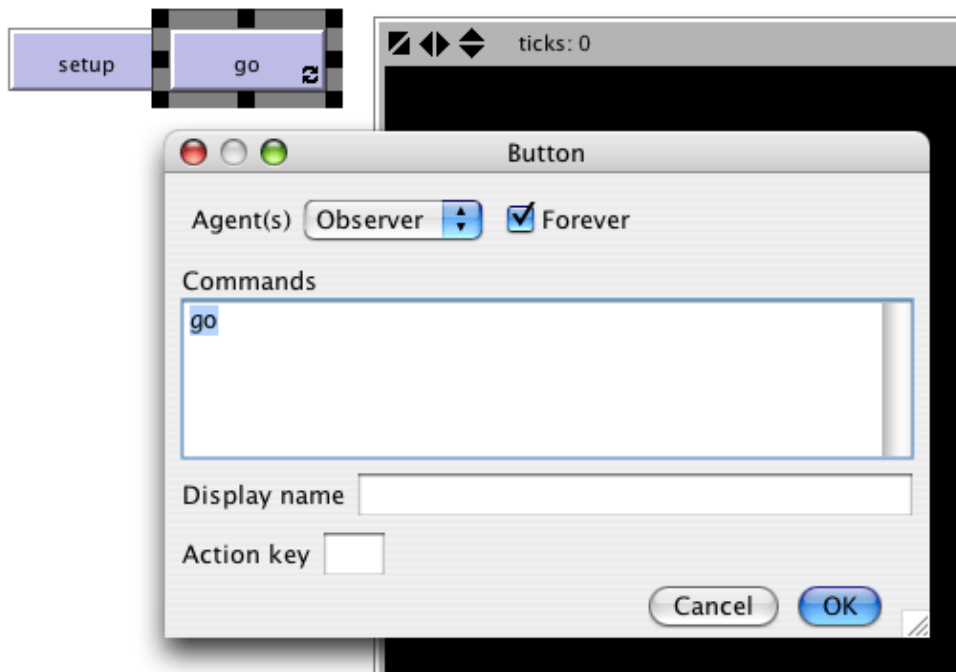 setup
go
ticks: 0
Button
Agent(s) Observer Forever
Commands
go
Display name
Action key
Cancel OK